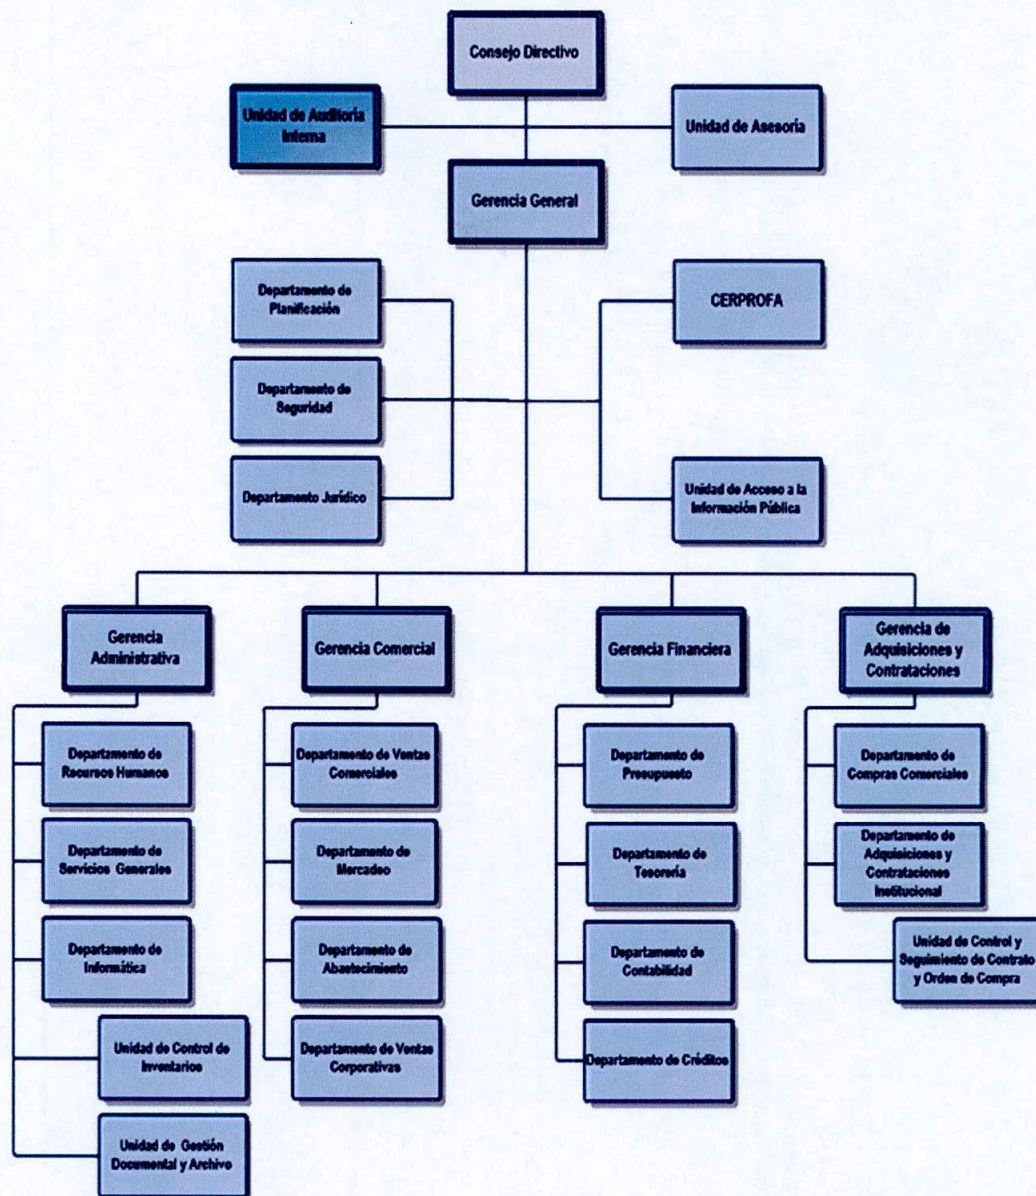 Consejo Directivo
Unidad de Auditoría
Interna
Unidad de Asesoría
Gerencia General
Departamento de
Planificación
CERPROFA
Departamento de
Seguridad
Departamento Jurídico
Unidad de Acceso a la
Información Pública
Gerencia
Administrativa
Gerencia Comercial
Gerencia Financiera
Gerencia de
Adquisiciones y
Contrataciones
Departamento de
Recursos Humanos
Departamento de
Servicios Generales
Departamento de
Informática
Unidad de Control de
Inventarios
Unidad de Gestión
Documental y Archivo
Departamento de Ventas
Comerciales
Departamento de
Mercadeo
Departamento de
Abastecimiento
Departamento de Ventas
Corporativas
Departamento de
Presupuesto
Departamento de
Tesorería
Departamento de
Contabilidad
Departamento de Créditos
Departamento de
Compras Comerciales
Departamento de
Adquisiciones y
Contrataciones
Institucional
Unidad de Control y
Seguimiento de Contrato
y Orden de Compra